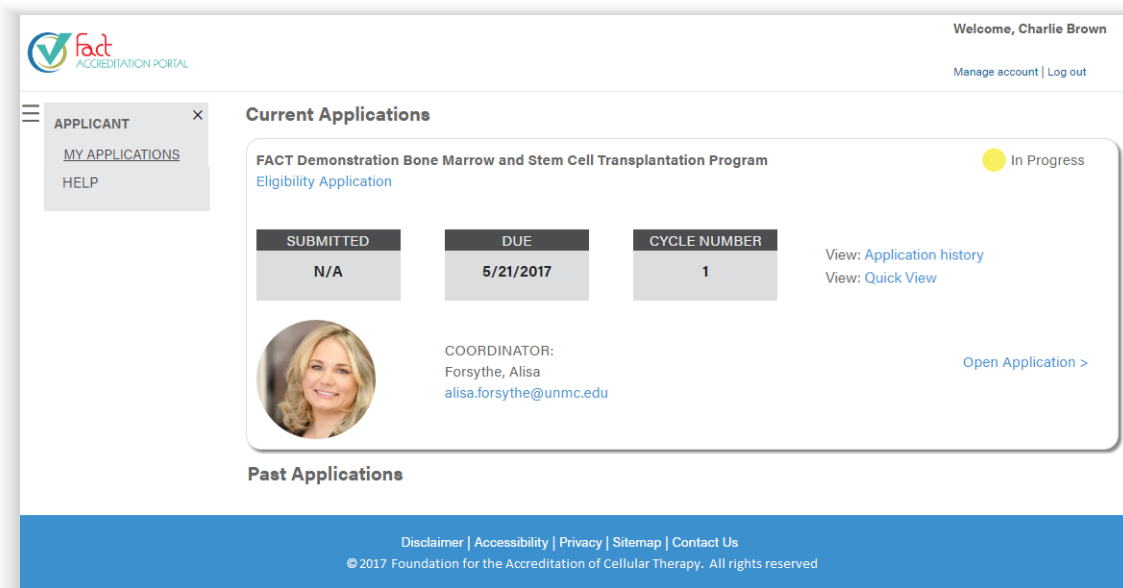 Welcome, Charlie Brown
Fact
ACCREDITATION PORTAL
Manage account | Log out
APPLICANT
×
MY APPLICATIONS
HELP
Current Applications
FACT Demonstration Bone Marrow and Stem Cell Transplantation Program
In Progress
Eligibility Application
SUBMITTED
N/A
DUE
5/21/2017
CYCLE NUMBER
1
View: Application history
View: Quick View
COORDINATOR:
Forsythe, Alisa
alisa.forsythe@unmc.edu
Open Application >
Past Applications
Disclaimer | Accessibility | Privacy | Sitemap | Contact Us
© 2017 Foundation for the Accreditation of Cellular Therapy. All rights reserved